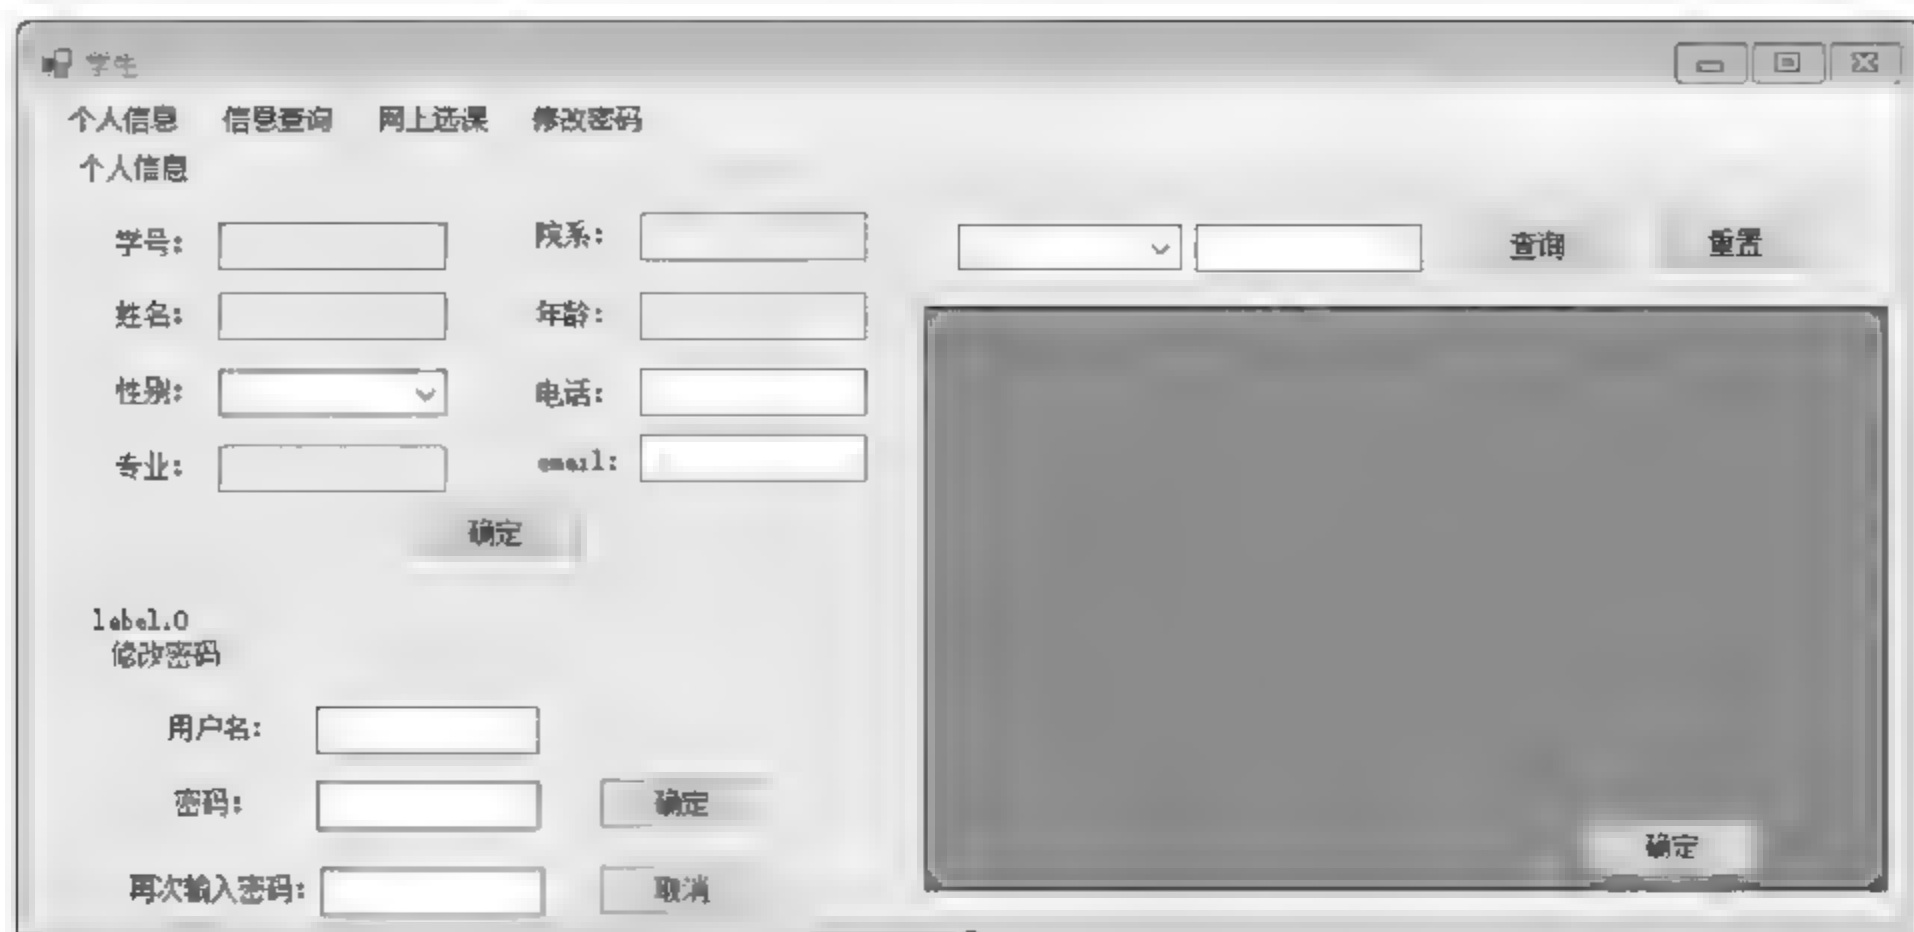 学生
个人信息 信息查询 网上选课 修改密码
个人信息
学号: 院系: 查询 重置
姓名: 年龄:
性别: 电话:
专业: email:
确定
label.0
修改密码
用户名:
密码: 确定
确定
再次输入密码: 取消